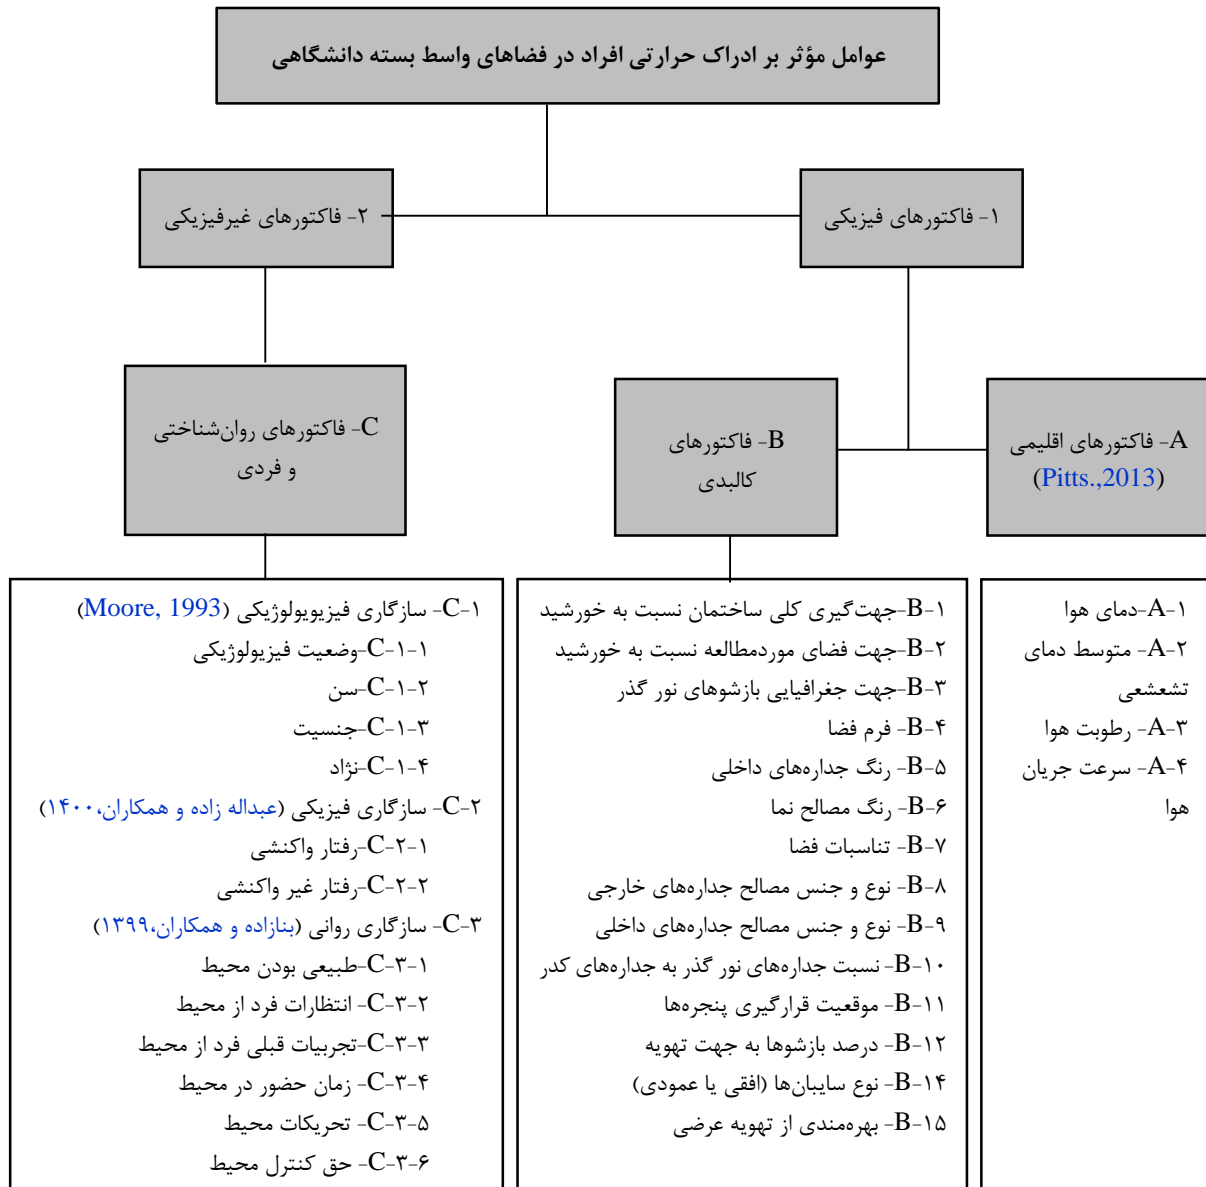 عوامل مؤثر بر ادراک حرارتی افراد در فضاهای واسط بسته دانشگاهی
۱- فاکتورهای فیزیکی
۲- فاکتورهای غیرفیزیکی
A- فاکتورهای اقلیمی
(Pitts.,2013)
B- فاکتورهای
کالبدی
C- فاکتورهای روان‌شناختی
و فردی
A-۱-دمای هوا
A-۲- متوسط دمای
تشعشعی
A-۳- رطوبت هوا
A-۴- سرعت جریان
هوا
B-۱-جهت‌گیری کلی ساختمان نسبت به خورشید
B-۲-جهت فضای موردمطالعه نسبت به خورشید
B-۳-جهت جغرافیایی بازشوهای نور گذر
B-۴- فرم فضا
B-۵- رنگ جداره‌های داخلی
B-۶- رنگ مصالح نما
B-۷- تناسبات فضا
B-۸- نوع و جنس مصالح جداره‌های خارجی
B-۹- نوع و جنس مصالح جداره‌های داخلی
B-۱۰- نسبت جداره‌های نور گذر به جداره‌های کدر
B-۱۱- موقعیت قرارگیری پنجره‌ها
B-۱۲- درصد بازشوها به جهت تهویه
B-۱۴- نوع سایبان‌ها (افقی یا عمودی)
B-۱۵- بهره‌مندی از تهویه عرضی
C-۱- سازگاری فیزیویولوژیکی (Moore, 1993)
C-۱-۱-وضعیت فیزیولوژیکی
C-۱-۲-سن
C-۱-۳-جنسیت
C-۱-۴-نژاد
C-۲- سازگاری فیزیکی (عبداله زاده و همکاران،۱۴۰۰)
C-۲-۱-رفتار واکنشی
C-۲-۲-رفتار غیر واکنشی
C-۳- سازگاری روانی (بنازاده و همکاران،۱۳۹۹)
C-۳-۱-طبیعی بودن محیط
C-۳-۲- انتظارات فرد از محیط
C-۳-۳-تجربیات قبلی فرد از محیط
C-۳-۴- زمان حضور در محیط
C-۳-۵- تحریکات محیط
C-۳-۶- حق کنترل محیط